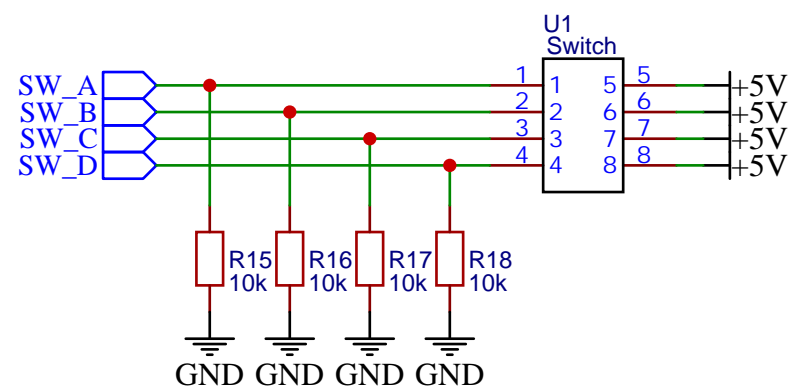 U1
Switch
SW_A 1 1 5 5 +5V
SW_B 2 2 6 6 +5V
SW_C 3 3 7 7 +5V
SW_D 4 4 8 8 +5V
R15 R16 R17 R18
10k 10k 10k 10k
GND GND GND GND